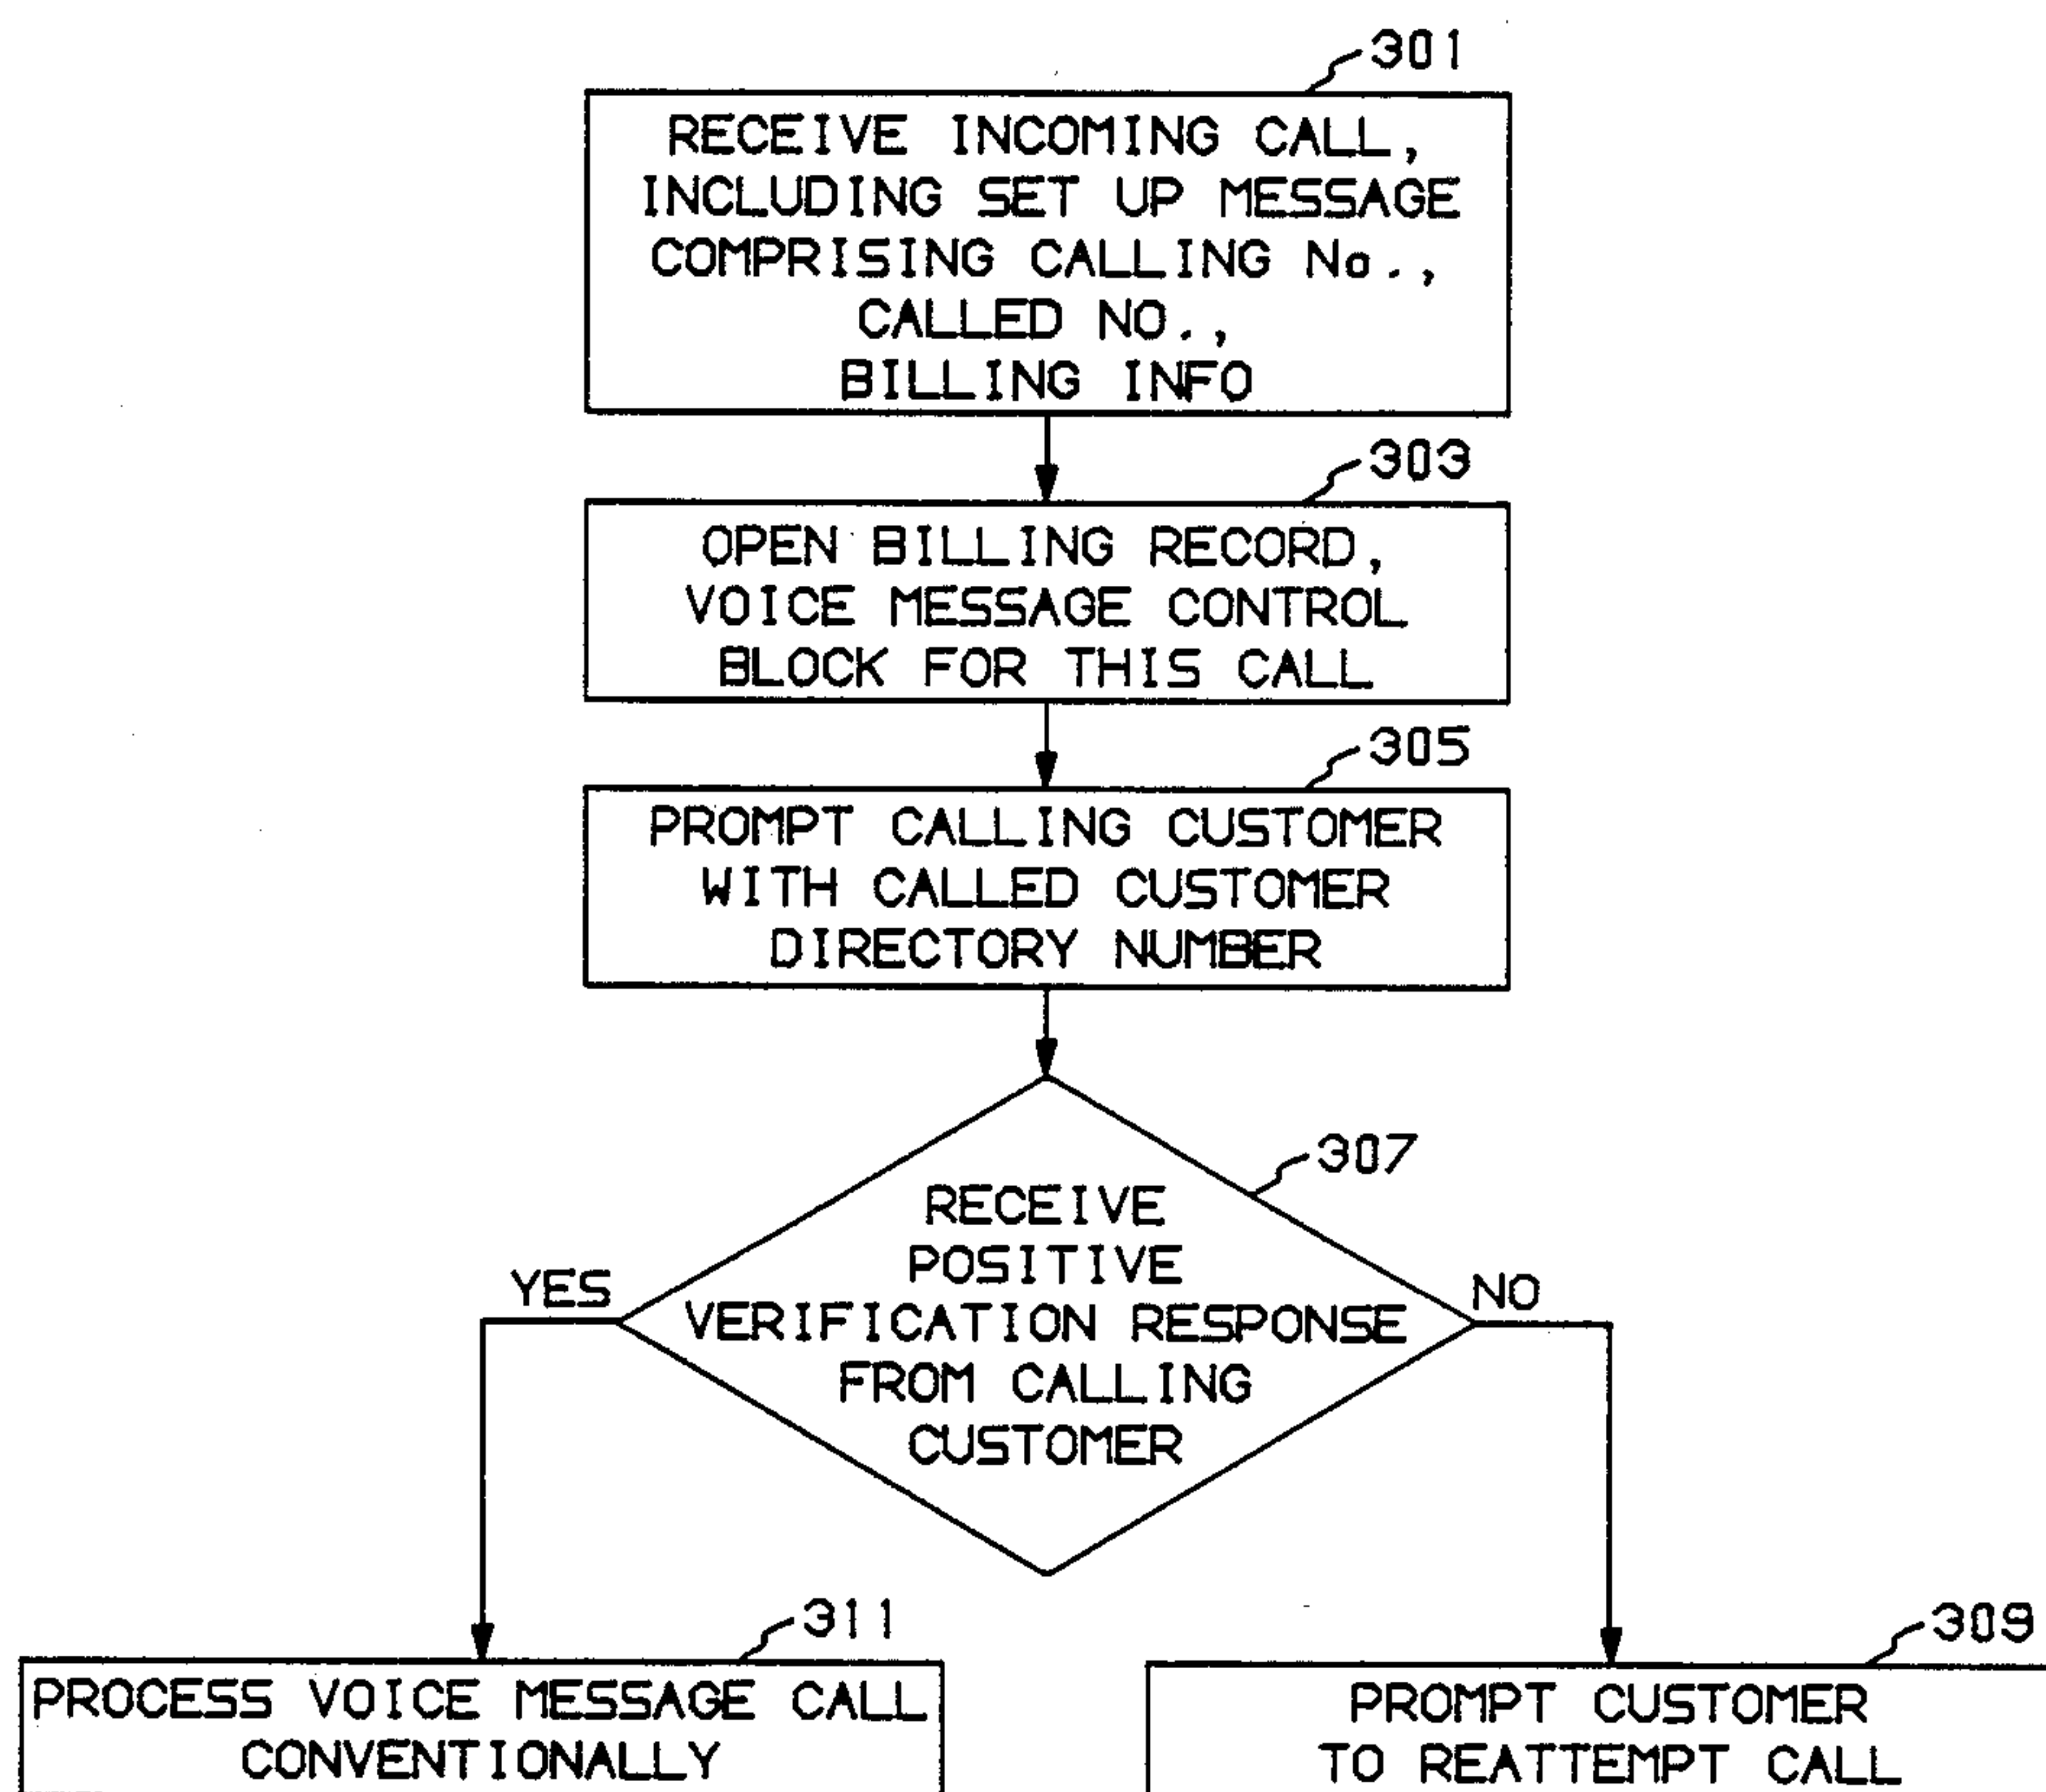 301
RECEIVE INCOMING CALL,
INCLUDING SET UP MESSAGE
COMPRISING CALLING No.,
CALLED NO.,
BILLING INFO
303
OPEN BILLING RECORD,
VOICE MESSAGE CONTROL
BLOCK FOR THIS CALL
305
PROMPT CALLING CUSTOMER
WITH CALLED CUSTOMER
DIRECTORY NUMBER
307
RECEIVE
POSITIVE
VERIFICATION RESPONSE
FROM CALLING
CUSTOMER
YES
NO
311
PROCESS VOICE MESSAGE CALL
CONVENTIONALLY
309
PROMPT CUSTOMER
TO REATTEMPT CALL